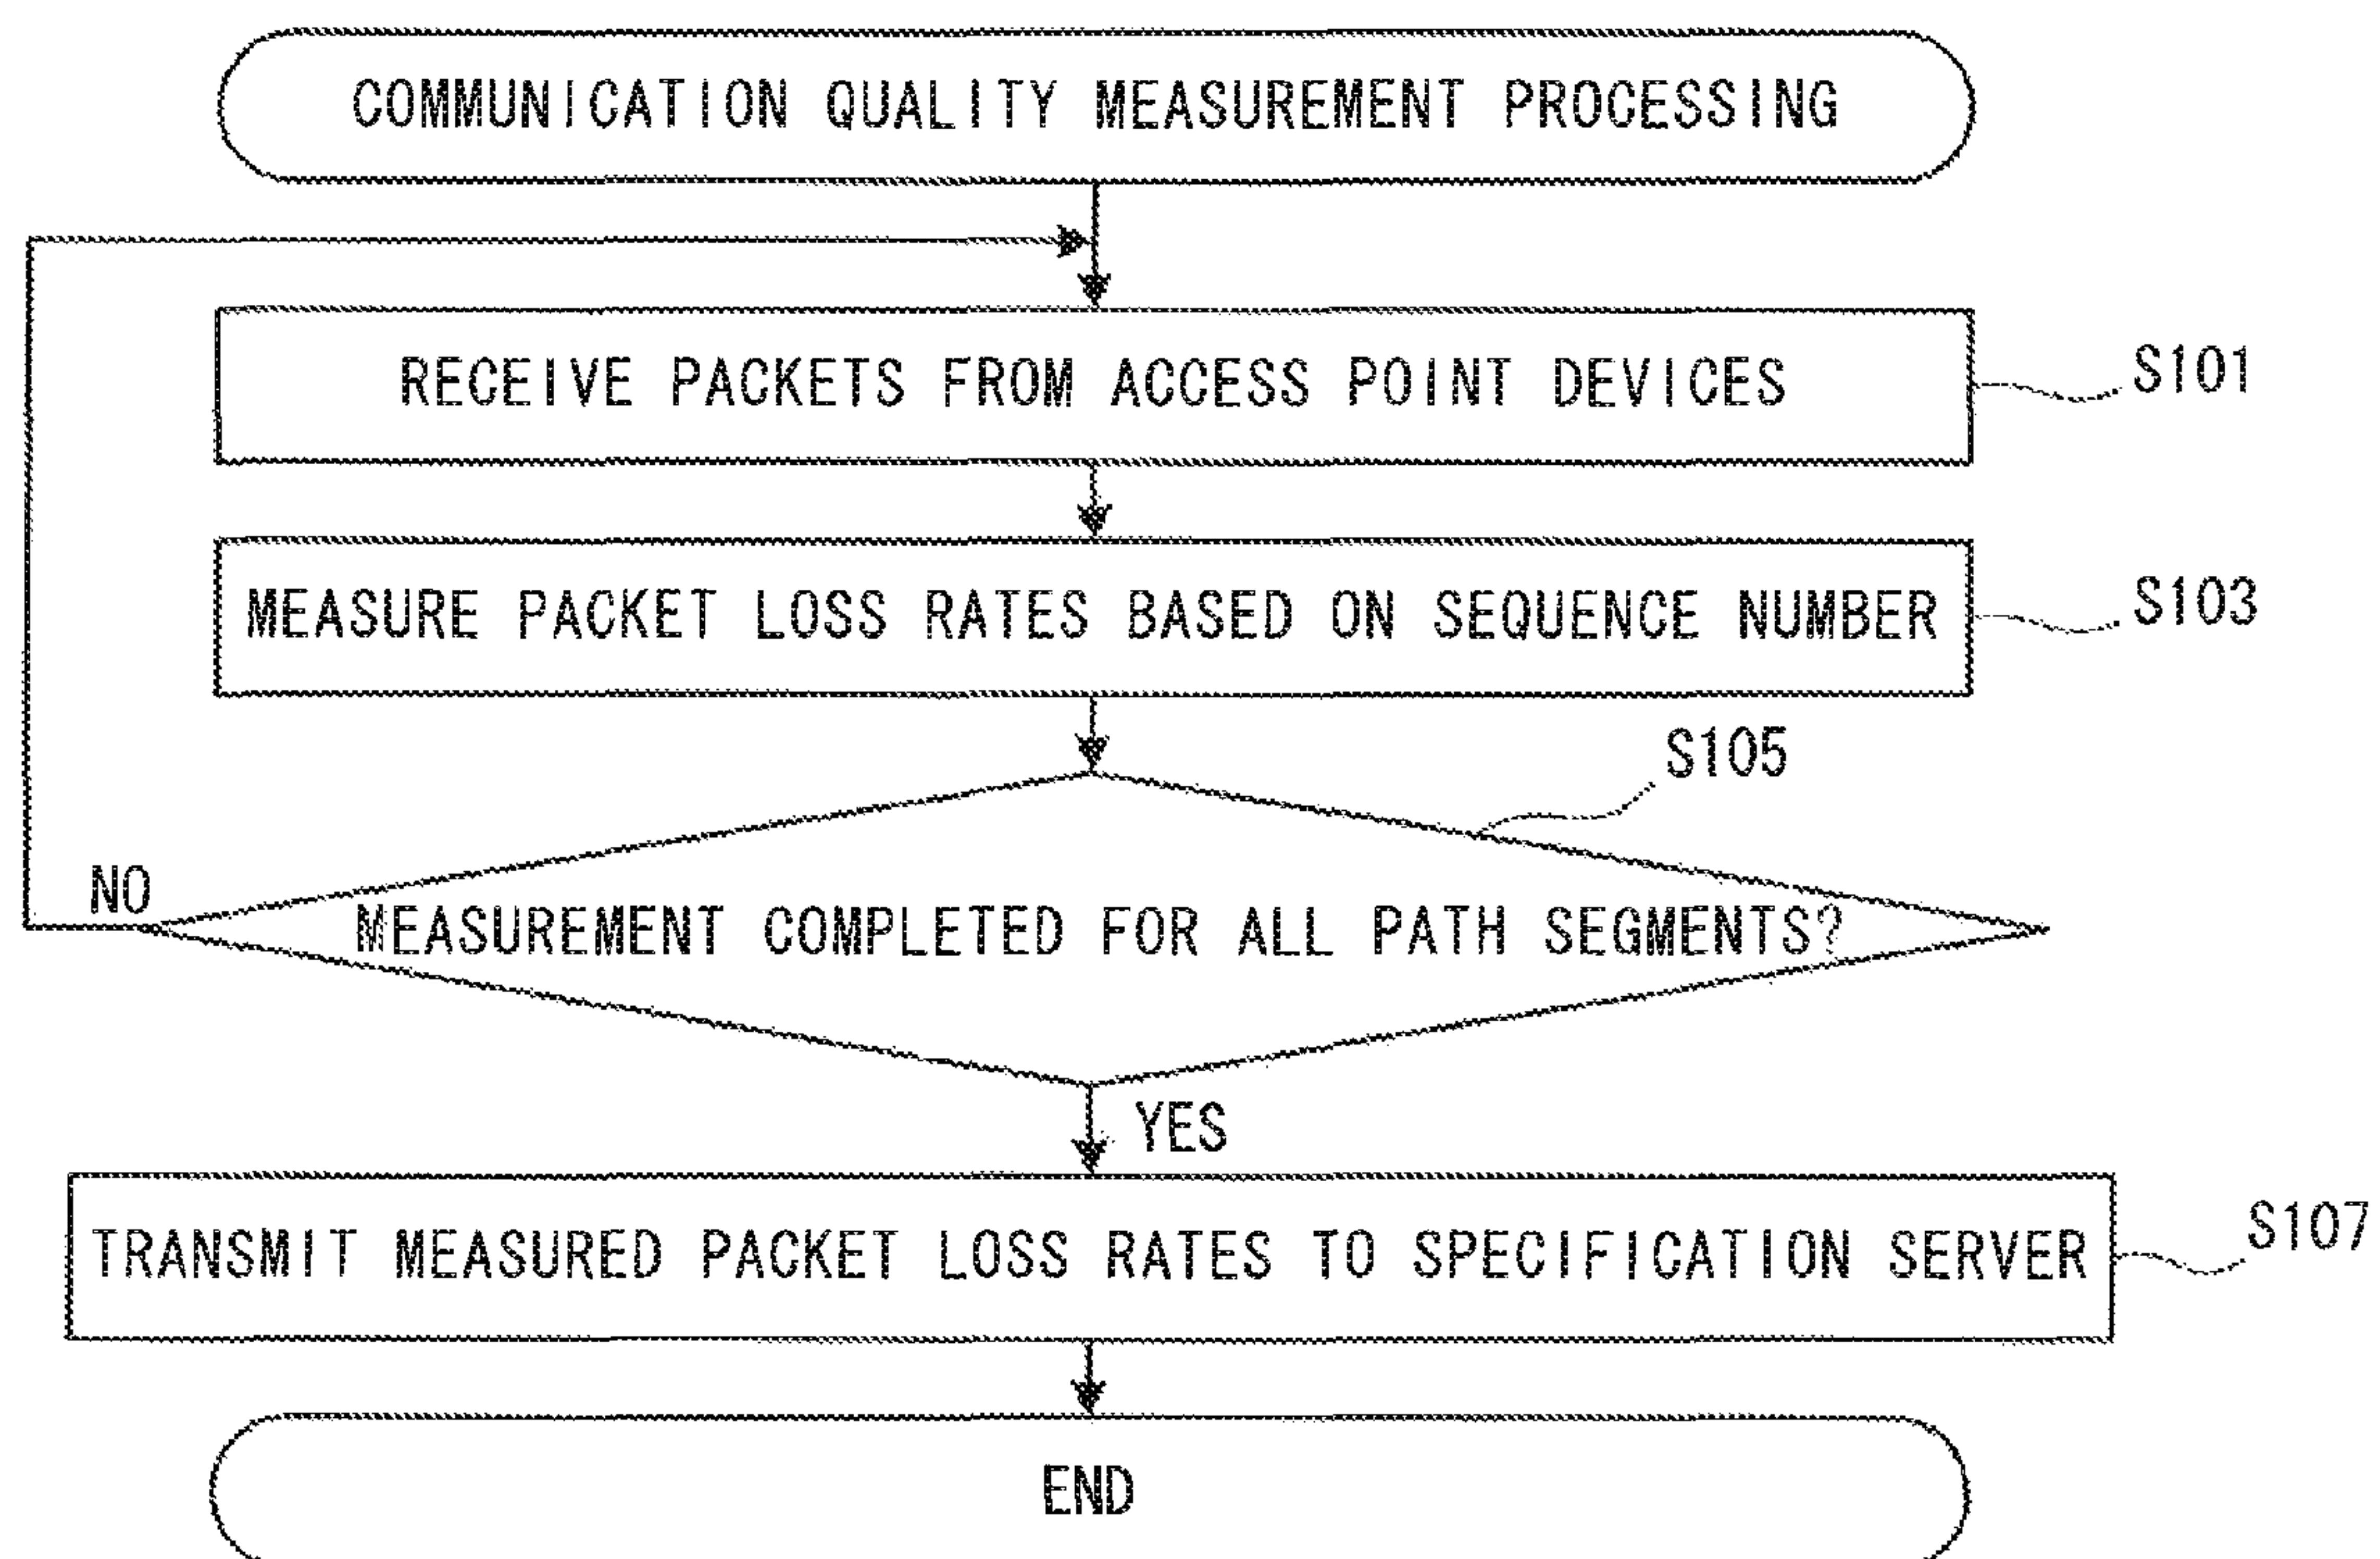 COMMUNICATION QUALITY MEASUREMENT PROCESSING
RECEIVE PACKETS FROM ACCESS POINT DEVICES
S101
MEASURE PACKET LOSS RATES BASED ON SEQUENCE NUMBER
S103
S105
NO
MEASUREMENT COMPLETED FOR ALL PATH SEGMENTS?
YES
TRANSMIT MEASURED PACKET LOSS RATES TO SPECIFICATION SERVER
S107
END